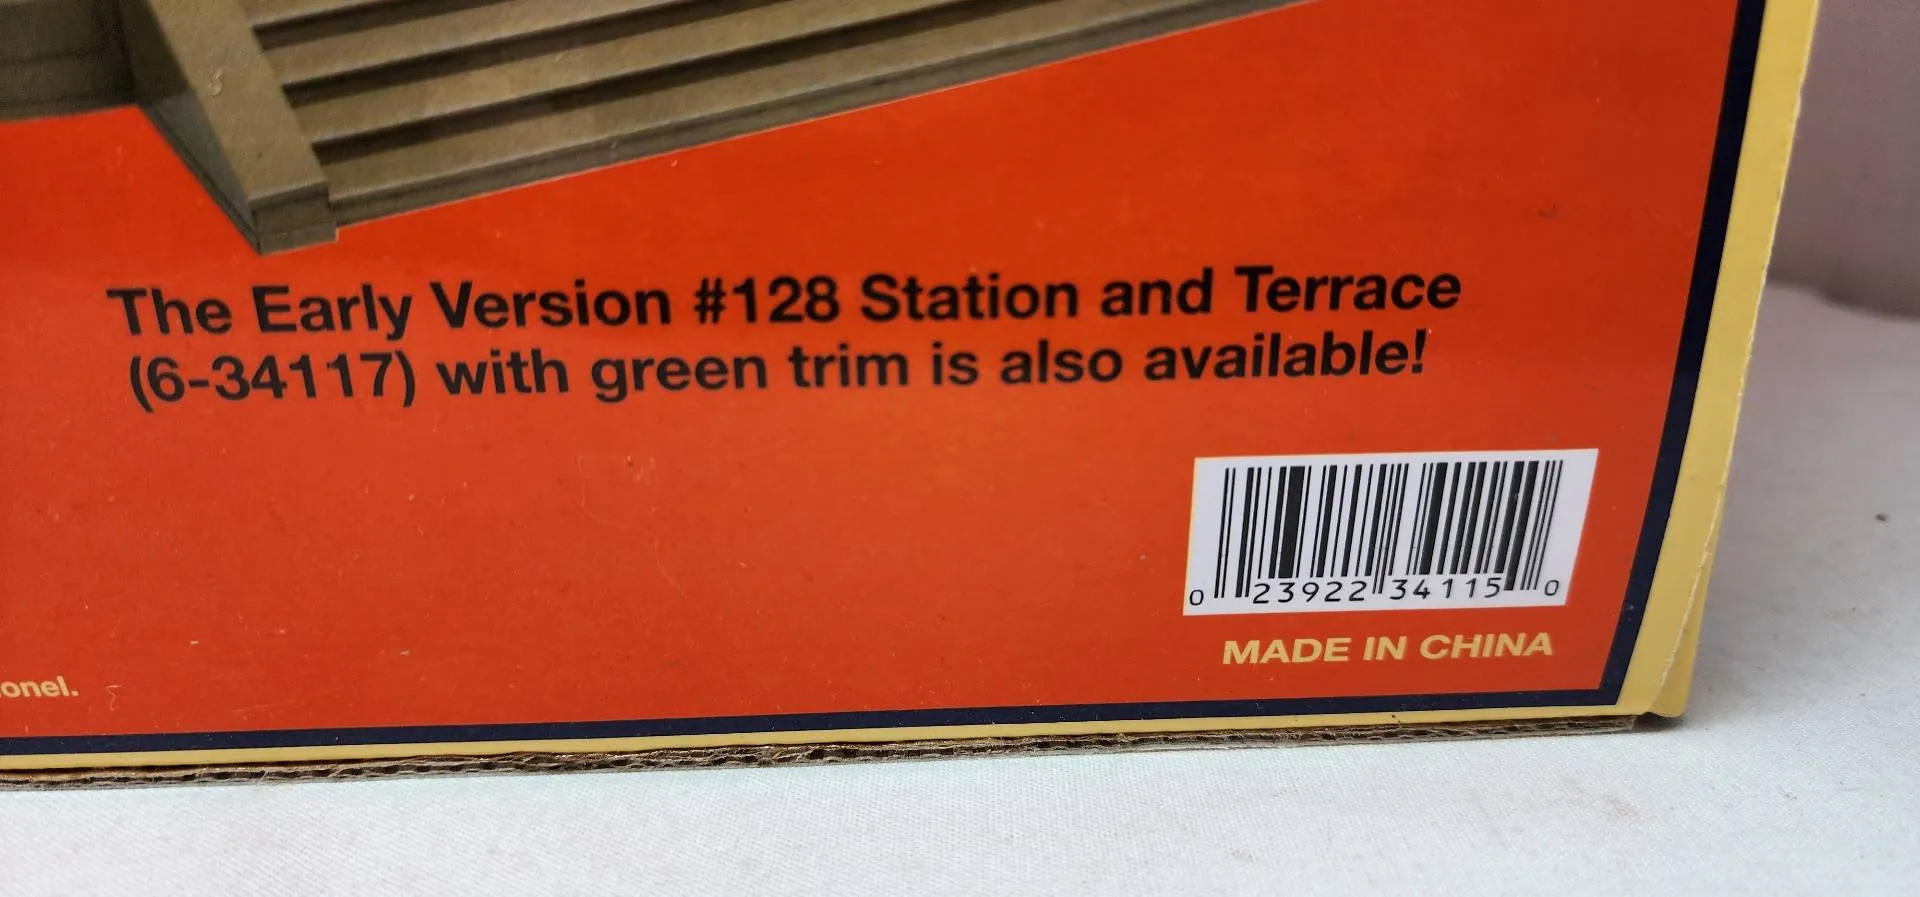 The Early Version #128 Station and Terrace
(6-34117) with green trim is also available!
0 23922 34115 0
MADE IN CHINA
onel.